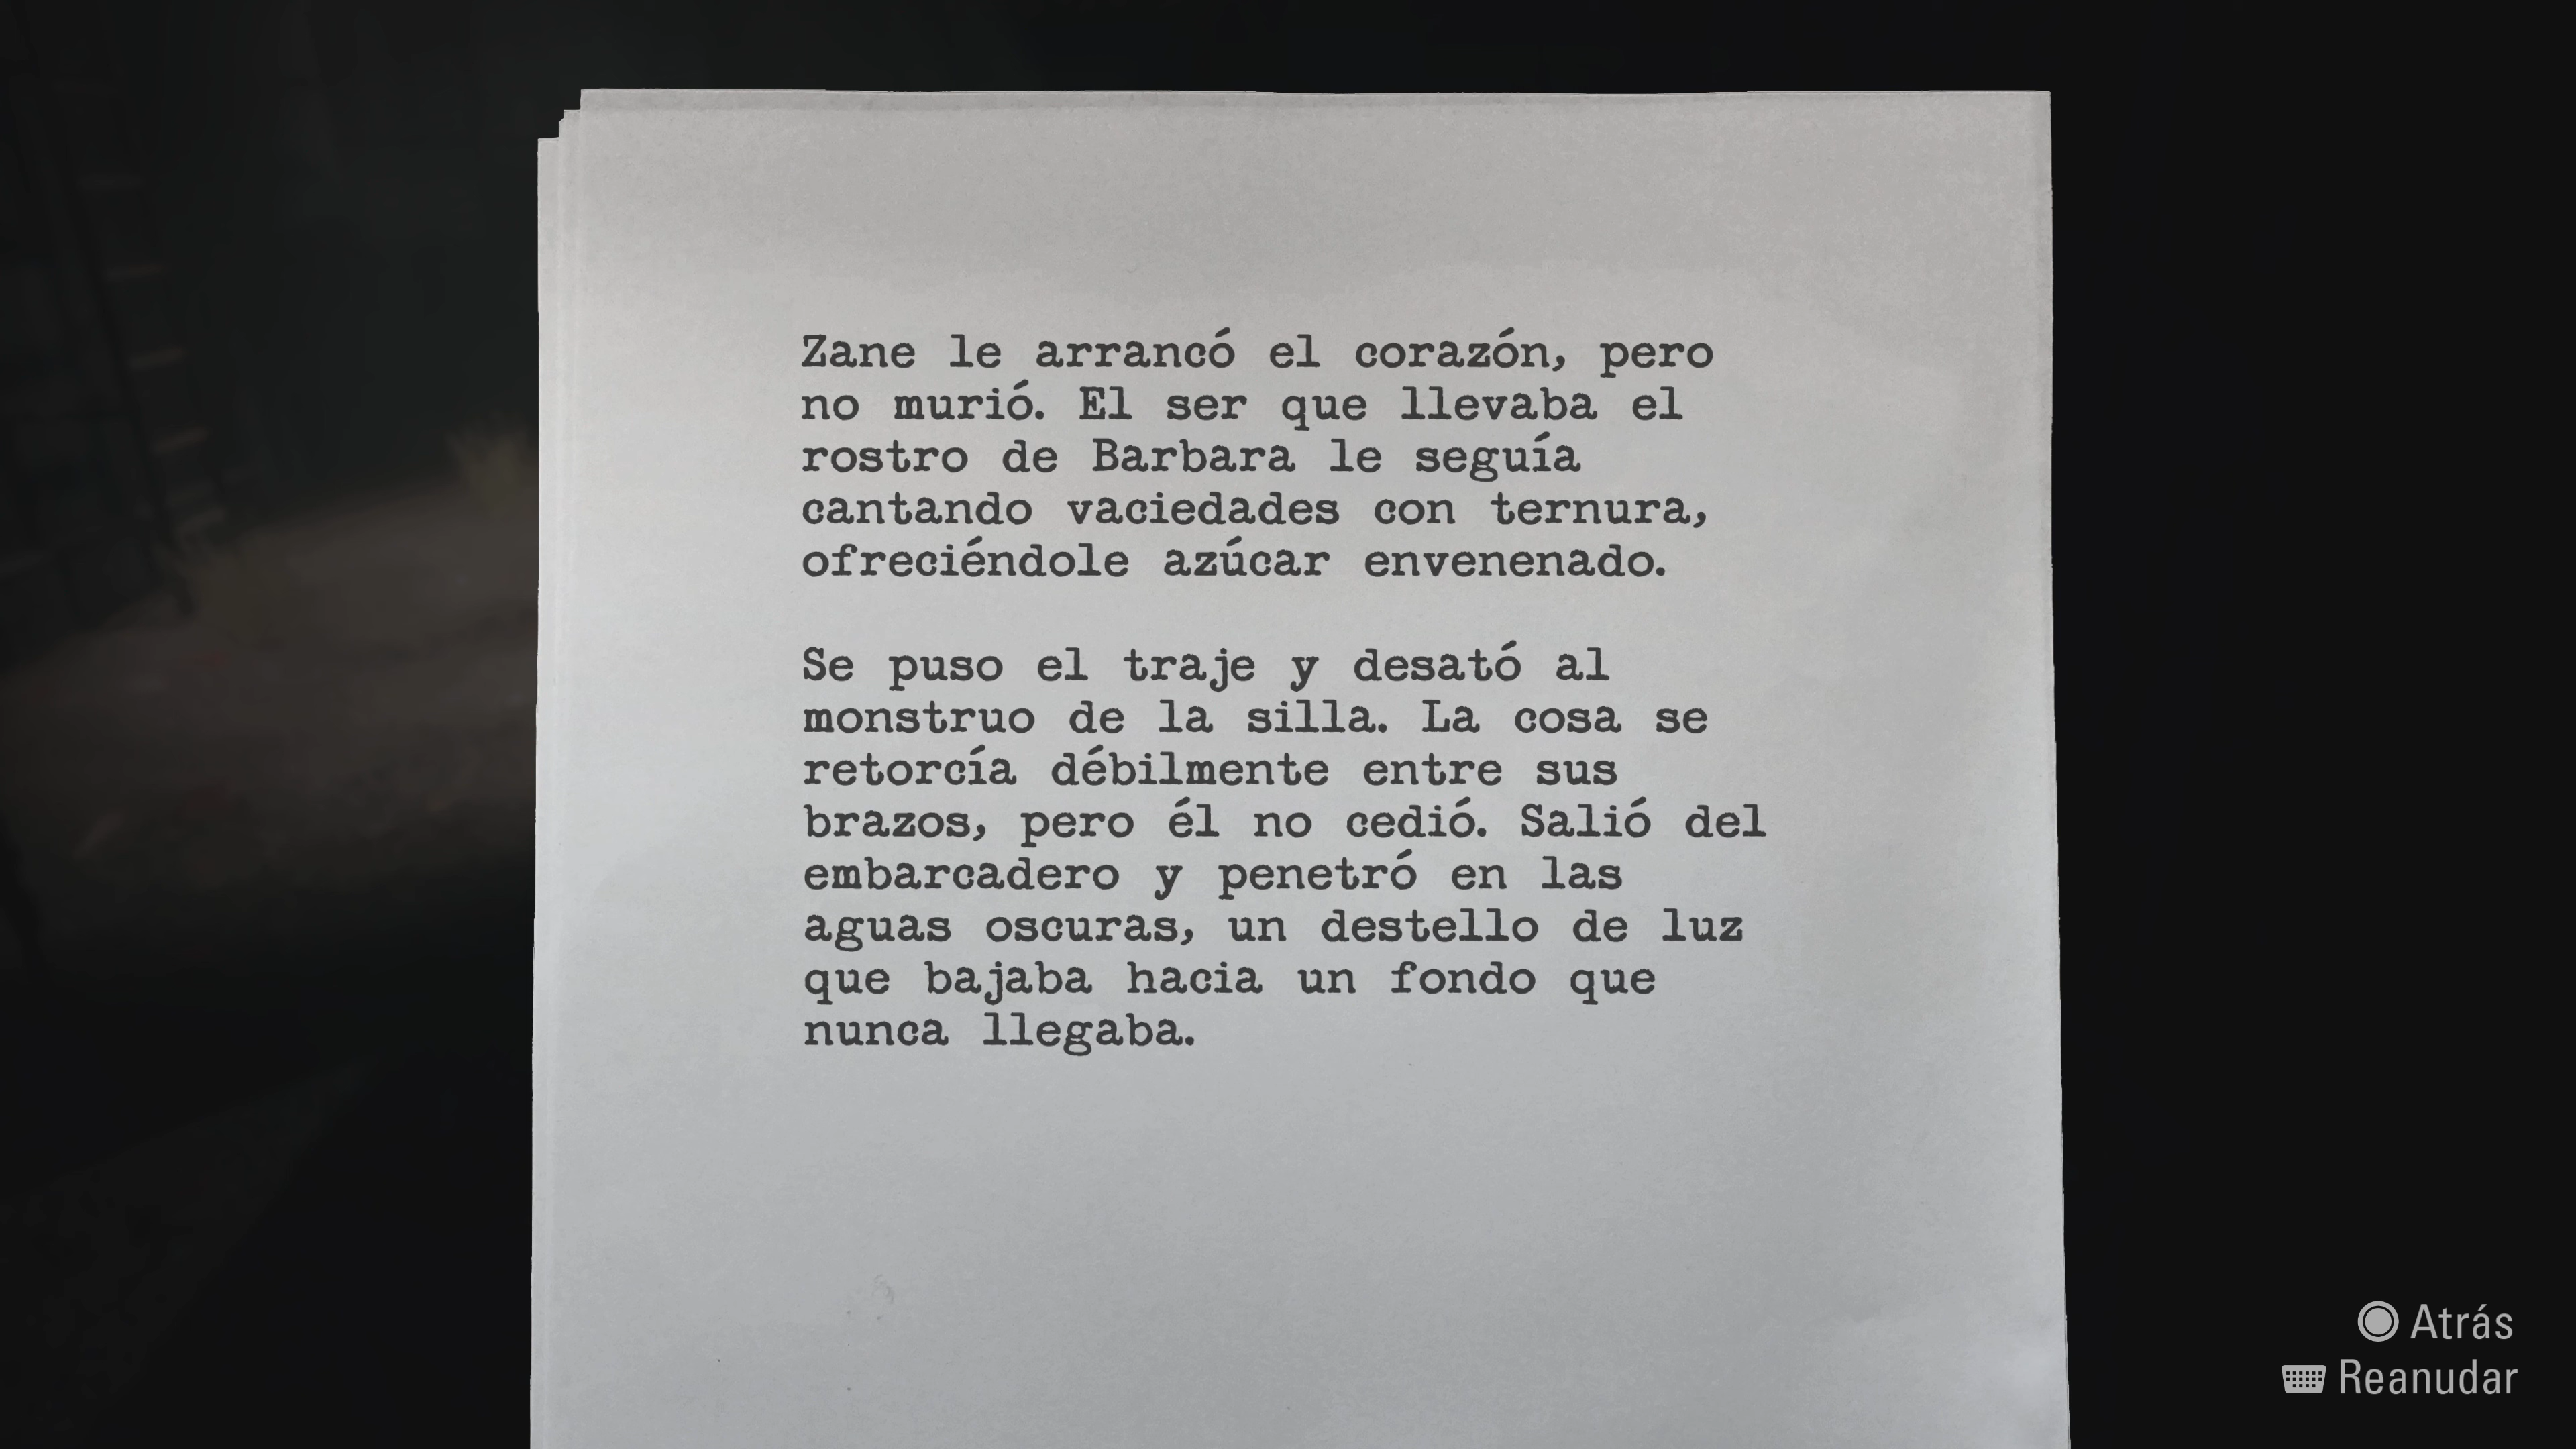 Zane le arrancó el corazón, pero
no murió. El ser que llevaba el
rostro de Barbara le seguía
cantando vaciedades con ternura,
ofreciéndole azúcar envenenado.
Se puso el traje y desató al
monstruo de la silla. La cosa se
retorcía débilmente entre sus
brazos, pero él no cedió. Salió del
embarcadero y penetró en las
aguas oscuras, un destello de luz
que bajaba hacia un fondo que
nunca llegaba.
Atrás
Reanudar